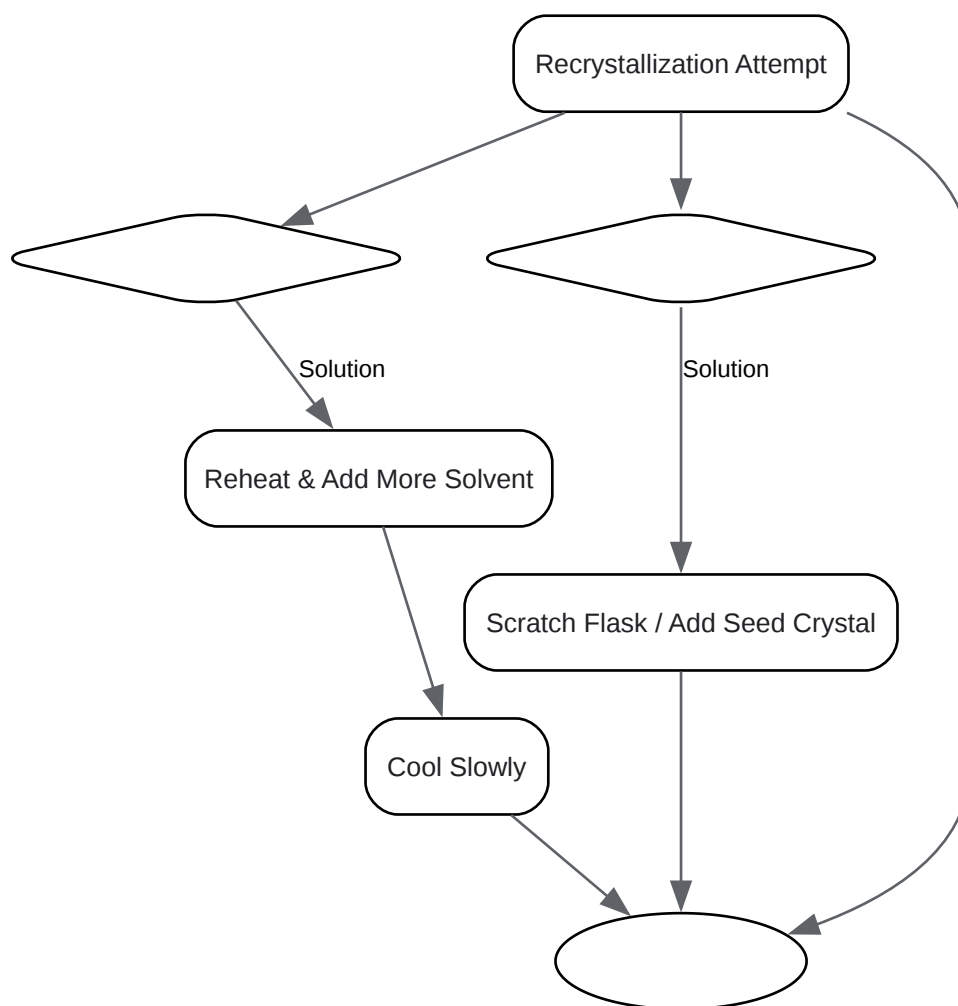 Recrystallization Attempt
Solution
Solution
Reheat & Add More Solvent
Scratch Flask / Add Seed Crystal
Cool Slowly